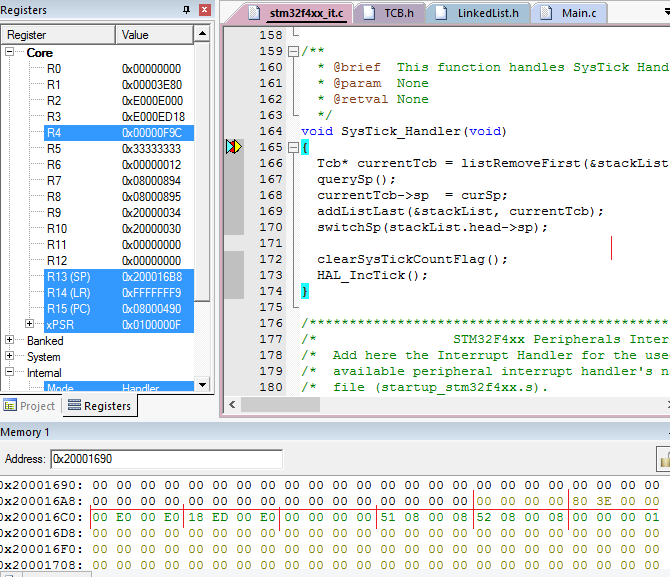 Registers
Register Value
Core
R0 0x00000000
R1 0x00003E80
R2 0xE000E000
R3 0xE000ED18
R4 0x00000F9C
R5 0x33333333
R6 0x00000012
R7 0x08000894
R8 0x08000895
R9 0x20000034
R10 0x20000030
R11 0x00000000
R12 0x00000000
R13 (SP) 0x200016B8
R14 (LR) 0xFFFFFFF9
R15 (PC) 0x08000490
xPSR 0x0100000F
Banked
System
Internal
Mode Handler
Project Registers
stm32f4xx_it.c TCB.h LinkedList.h Main.c
158
159 /**
160 * @brief This function handles SysTick Hand
161 * @param None
162 * @retval None
163 */
164 void SysTick_Handler(void)
165 {
166 Tcb* currentTcb = listRemoveFirst(&stackList
167 querySp();
168 currentTcb->sp = curSp;
169 addListLast(&stackList, currentTcb);
170 switchSp(stackList.head->sp);
171
172 clearSysTickCountFlag();
173 HAL_IncTick();
174 }
175
176 /*********************************************
177 /* STM32F4xx Peripherals Inter
178 /* Add here the Interrupt Handler for the use
179 /* available peripheral interrupt handler's n
180 /* file (startup_stm32f4xx.s).
Memory 1
Address: 0x20001690
0x20001690: 00 00 00 00 00 00 00 00 00 00 00 00 00 00 00 00 00 00 00 00 00 00 00 00
0x200016A8: 00 00 00 00 00 00 00 00 00 00 00 00 00 00 00 00 00 00 00 00 80 3E 00 00
0x200016C0: 00 E0 00 E0 18 ED 00 E0 00 00 00 00 51 08 00 08 52 08 00 08 00 00 00 01
0x200016D8: 00 00 00 00 00 00 00 00 00 00 00 00 00 00 00 00 00 00 00 00 00 00 00 00
0x200016F0: 00 00 00 00 00 00 00 00 00 00 00 00 00 00 00 00 00 00 00 00 00 00 00 00
0x20001708: 00 00 00 00 00 00 00 00 00 00 00 00 00 00 00 00 00 00 00 00 00 00 00 00